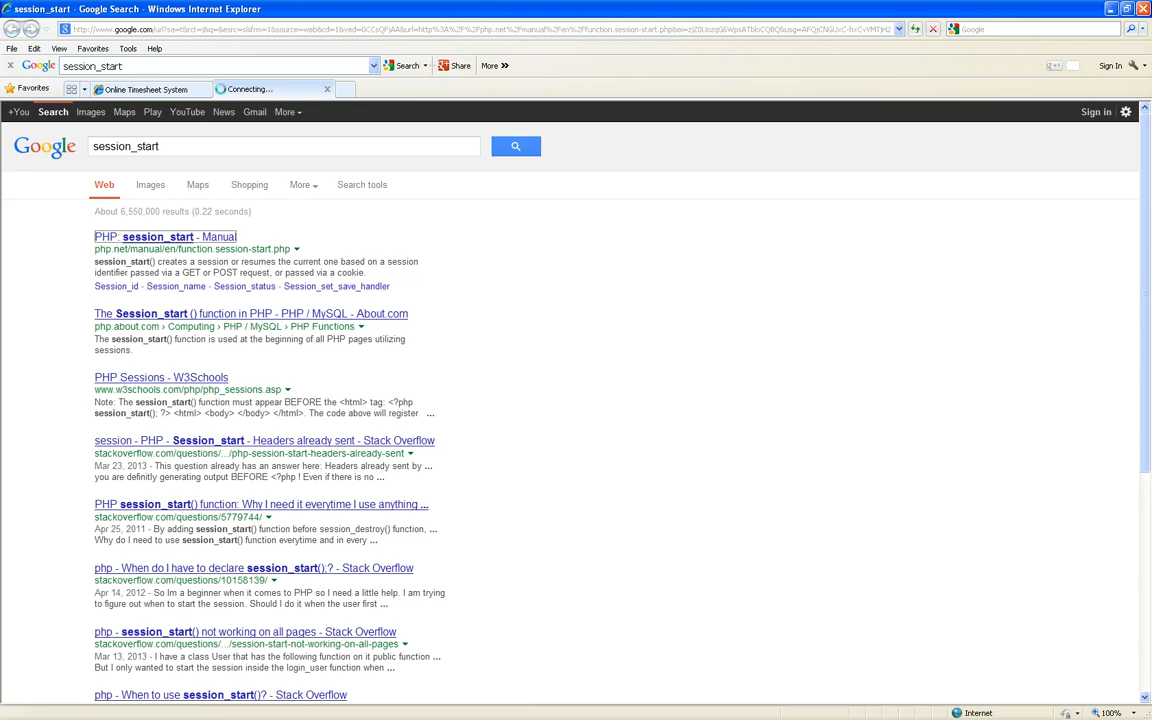 session_start - Google Search - Windows Internet Explorer
File Edit View Favorites Tools Help
Google session_start Search Share More » Sign In
Favorites Online Timesheet System Connecting...
+You Search Images Maps Play YouTube News Gmail More Sign in
Google session_start
Web Images Maps Shopping More Search tools
About 6,550,000 results (0.22 seconds)
PHP: session_start - Manual
php.net/manual/en/function.session-start.php
session_start() creates a session or resumes the current one based on a session
identifier passed via a GET or POST request, or passed via a cookie.
Session_id - Session_name - Session_status - Session_set_save_handler
The Session_start () function in PHP - PHP / MySQL - About.com
php.about.com › Computing › PHP / MySQL › PHP Functions
The session_start() function is used at the beginning of all PHP pages utilizing
sessions.
PHP Sessions - W3Schools
www.w3schools.com/php/php_sessions.asp
Note: The session_start() function must appear BEFORE the <html> tag: <?php
session_start(); ?> <html> <body> </body> </html>. The code above will register ...
session - PHP - Session_start - Headers already sent - Stack Overflow
stackoverflow.com/questions/.../php-session-start-headers-already-sent
Mar 23, 2013 - This question already has an answer here: Headers already sent by ...
you are definitly generating output BEFORE <?php ! Even if there is no ...
PHP session_start() function: Why I need it everytime I use anything ...
stackoverflow.com/questions/5779744/
Apr 25, 2011 - By adding session_start() function before session_destroy() function, ...
Why do I need to use session_start() function everytime and in every ...
php - When do I have to declare session_start();? - Stack Overflow
stackoverflow.com/questions/10158139/
Apr 14, 2012 - So Im a beginner when it comes to PHP so I need a little help. I am trying
to figure out when to start the session. Should I do it when the user first ...
php - session_start() not working on all pages - Stack Overflow
stackoverflow.com/questions/.../session-start-not-working-on-all-pages
Mar 13, 2013 - I have a class User that has the following function on it public function ...
But I only wanted to start the session inside the login_user function when ...
php - When to use session_start()? - Stack Overflow
Internet 100%